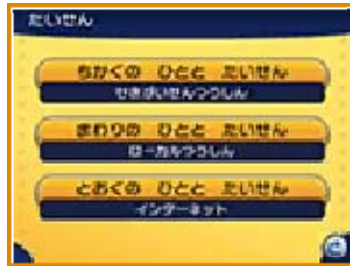 たいせん
ちかくの ひとと たいせん
せきがいせんつうしん
まわりの ひとと たいせん
ローカルつうしん
とおくの ひとと たいせん
インターネット